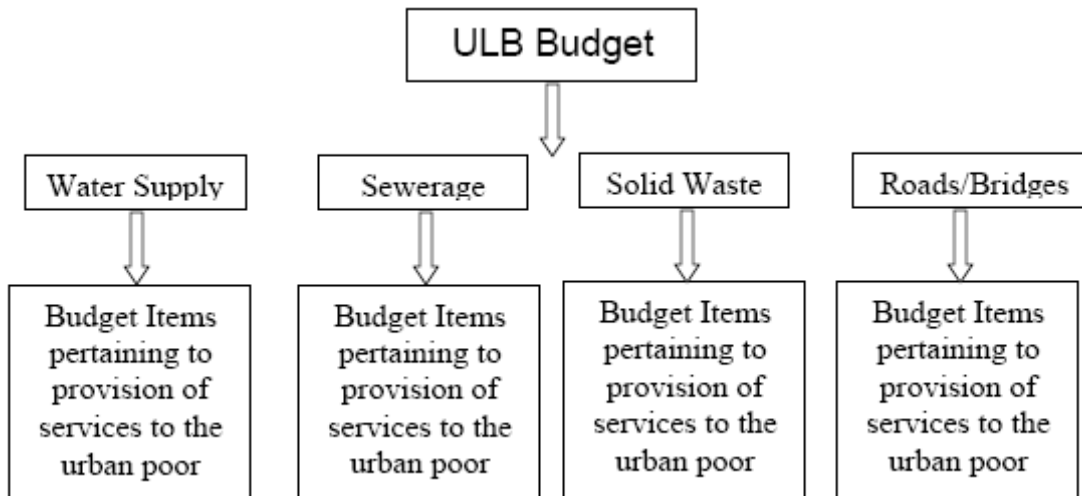 ULB Budget
Water Supply
Sewerage
Solid Waste
Roads/Bridges
Budget Items
pertaining to
provision of
services to the
urban poor
Budget Items
pertaining to
provision of
services to the
urban poor
Budget Items
pertaining to
provision of
services to the
urban poor
Budget Items
pertaining to
provision of
services to the
urban poor